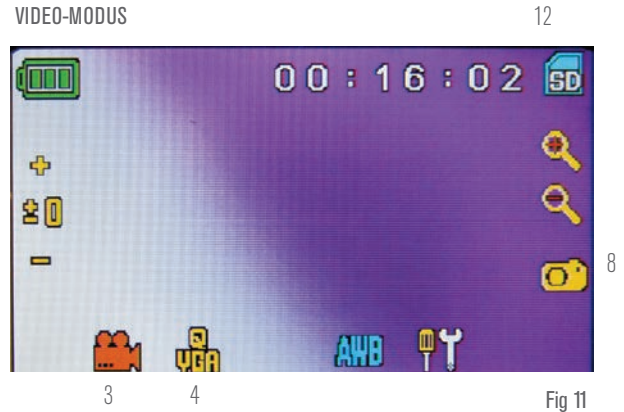 VIDEO-MODUS 12
00:16:02 SD
+
±0
−
8
Q
VGA AWB
3 4 Fig 11